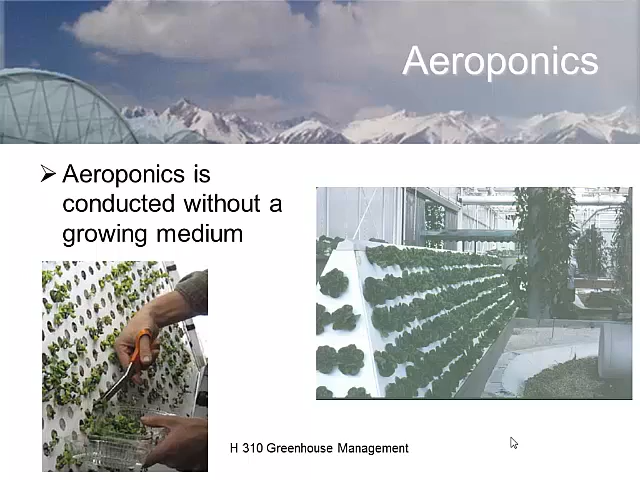 Aeroponics
Aeroponics is
conducted without a
growing medium
H 310 Greenhouse Management